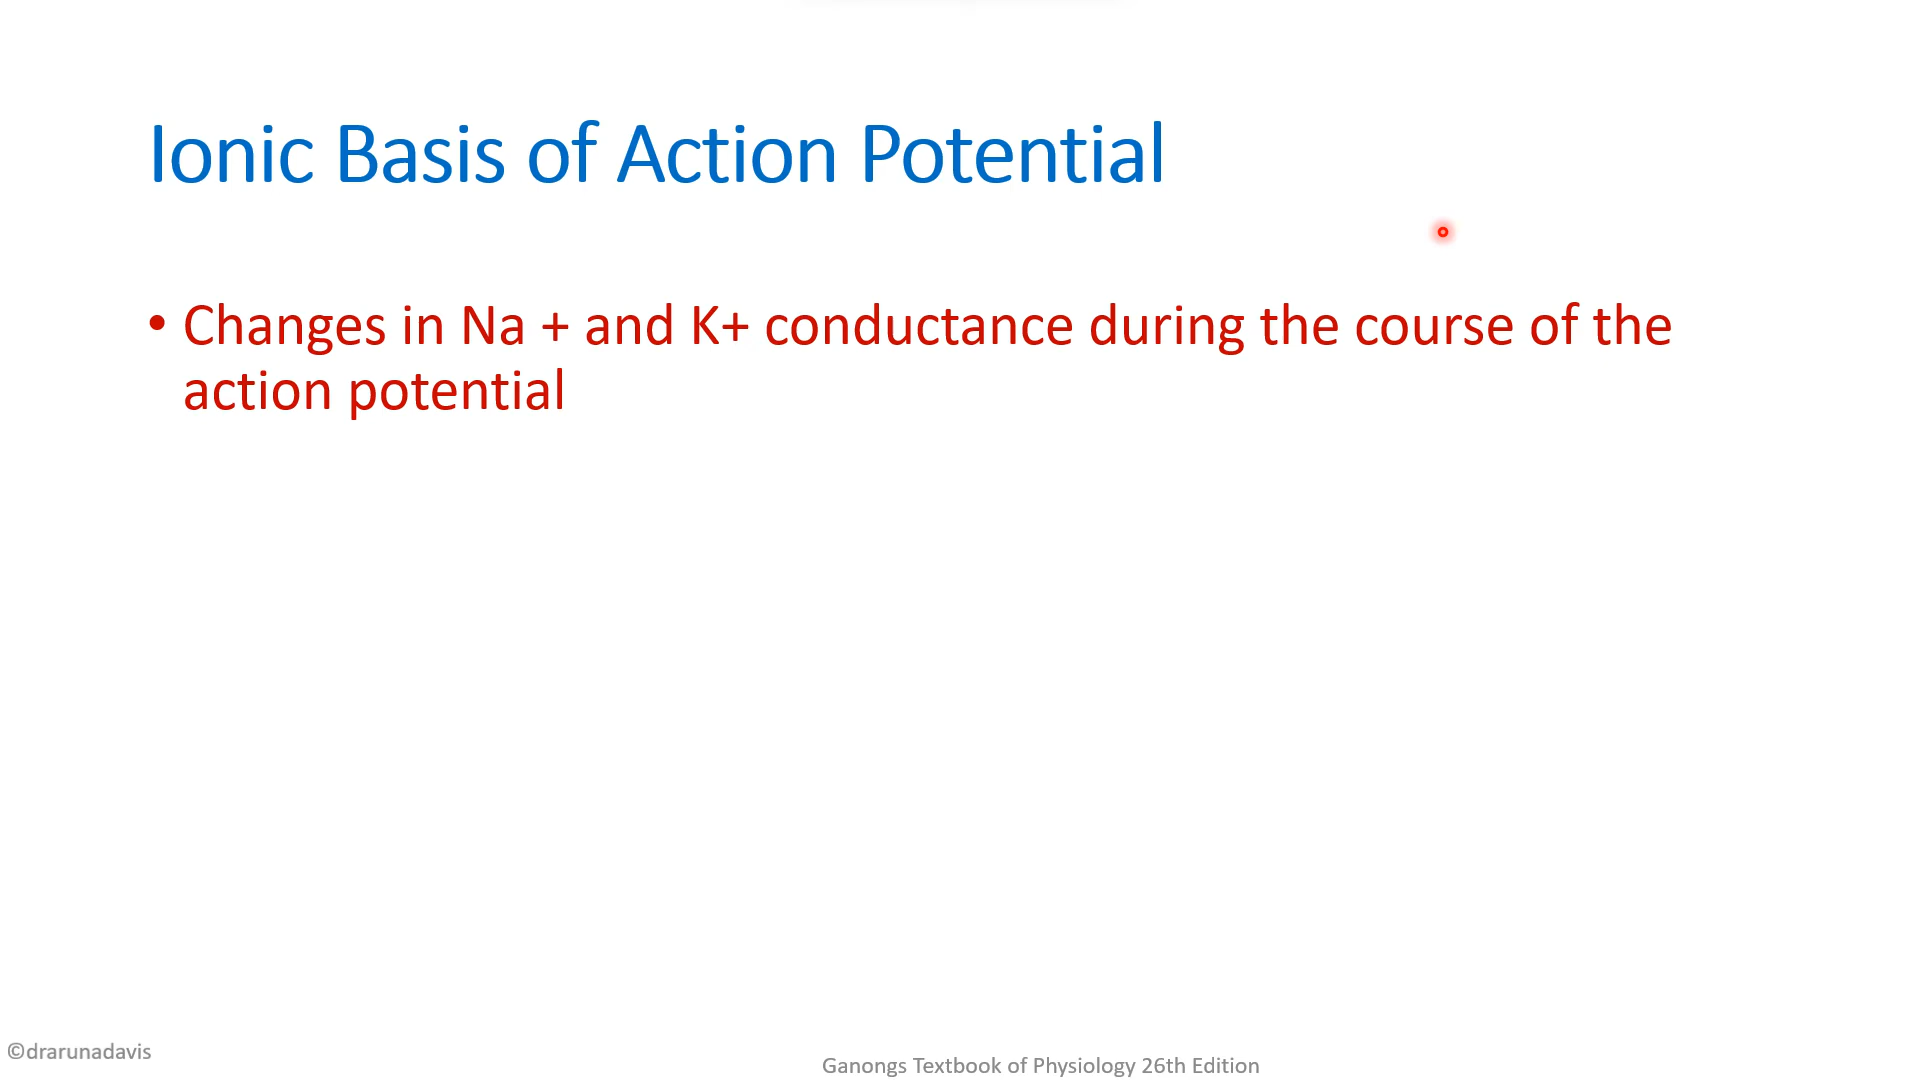 Ionic Basis of Action Potential
• Changes in Na + and K+ conductance during the course of the
action potential
©drarunadavis
Ganongs Textbook of Physiology 26th Edition